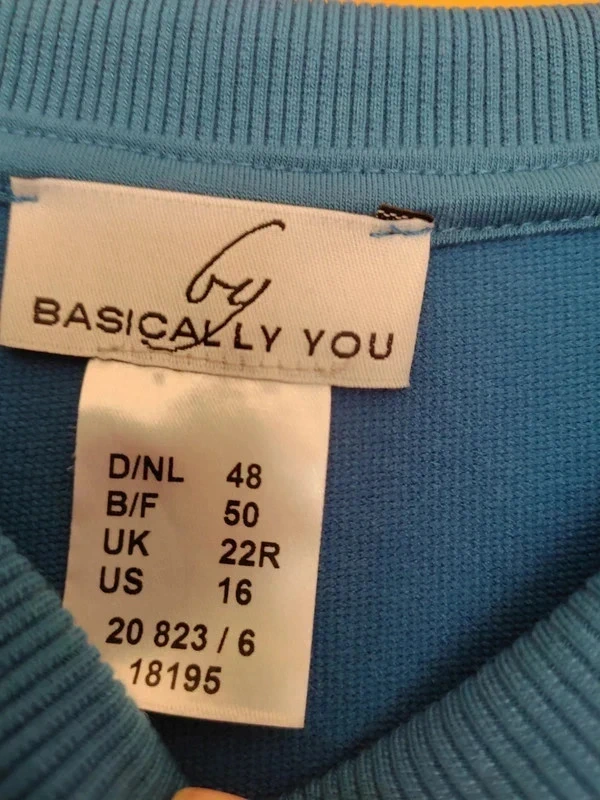 by
BASICALLY YOU
D/NL 48
B/F 50
UK 22R
US 16
20 823 / 6
18195